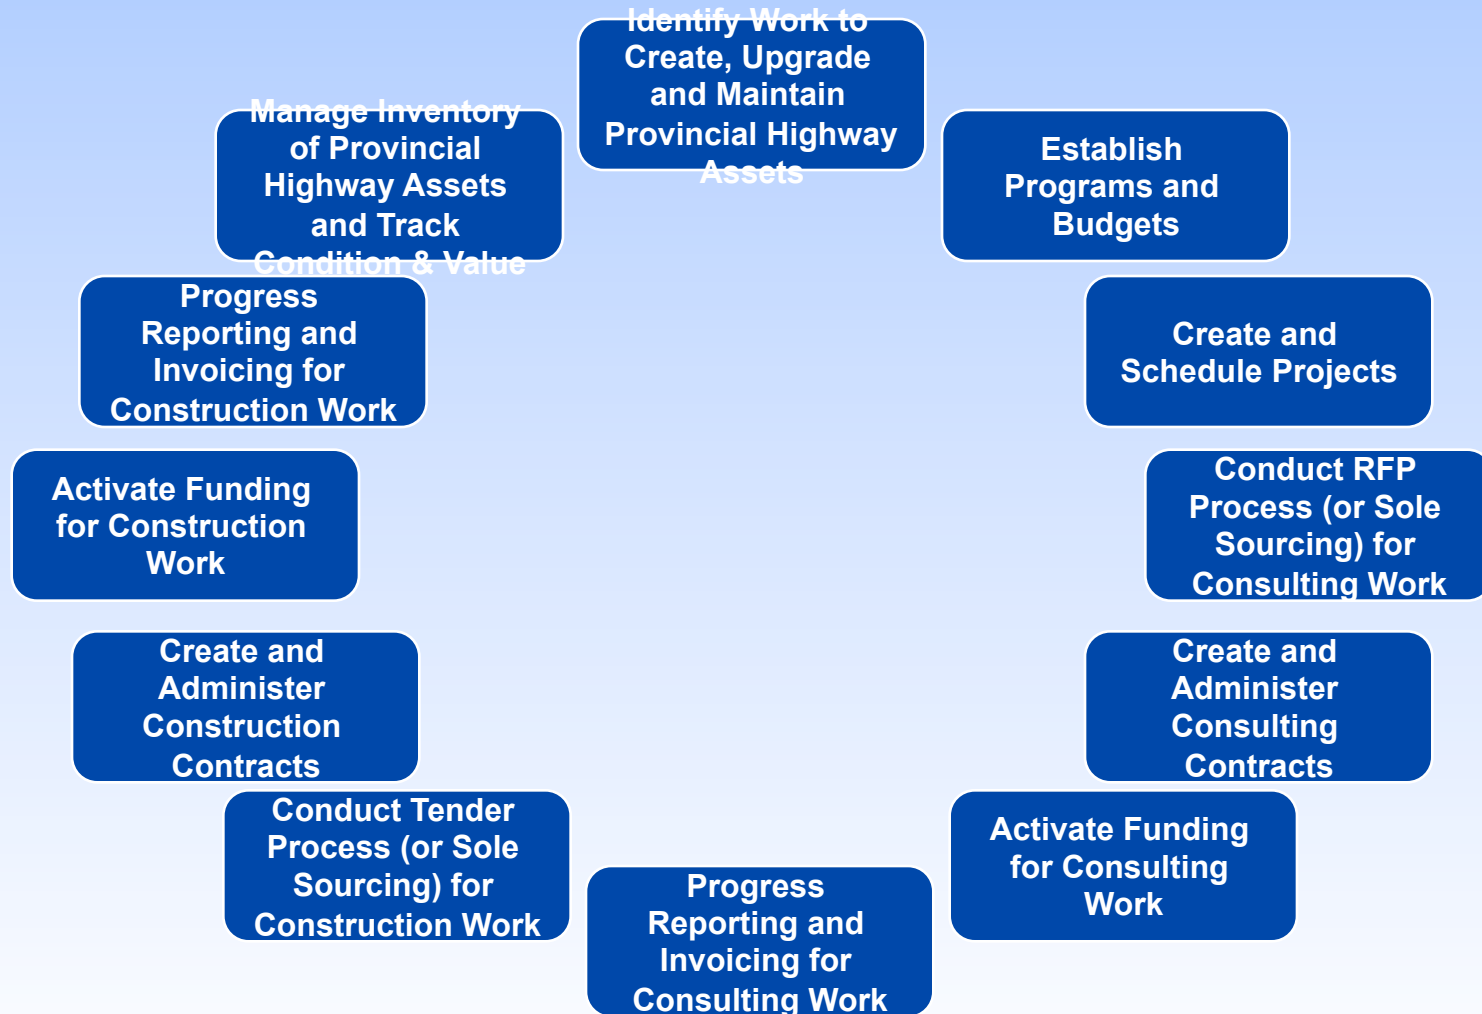 Identify Work to
Create, Upgrade
and Maintain
Provincial Highway
Assets
Establish
Programs and
Budgets
Create and
Schedule Projects
Conduct RFP
Process (or Sole
Sourcing) for
Consulting Work
Create and
Administer
Consulting
Contracts
Activate Funding
for Consulting
Work
Progress
Reporting and
Invoicing for
Consulting Work
Conduct Tender
Process (or Sole
Sourcing) for
Construction Work
Create and
Administer
Construction
Contracts
Activate Funding
for Construction
Work
Progress
Reporting and
Invoicing for
Construction Work
Manage Inventory
of Provincial
Highway Assets
and Track
Condition & Value